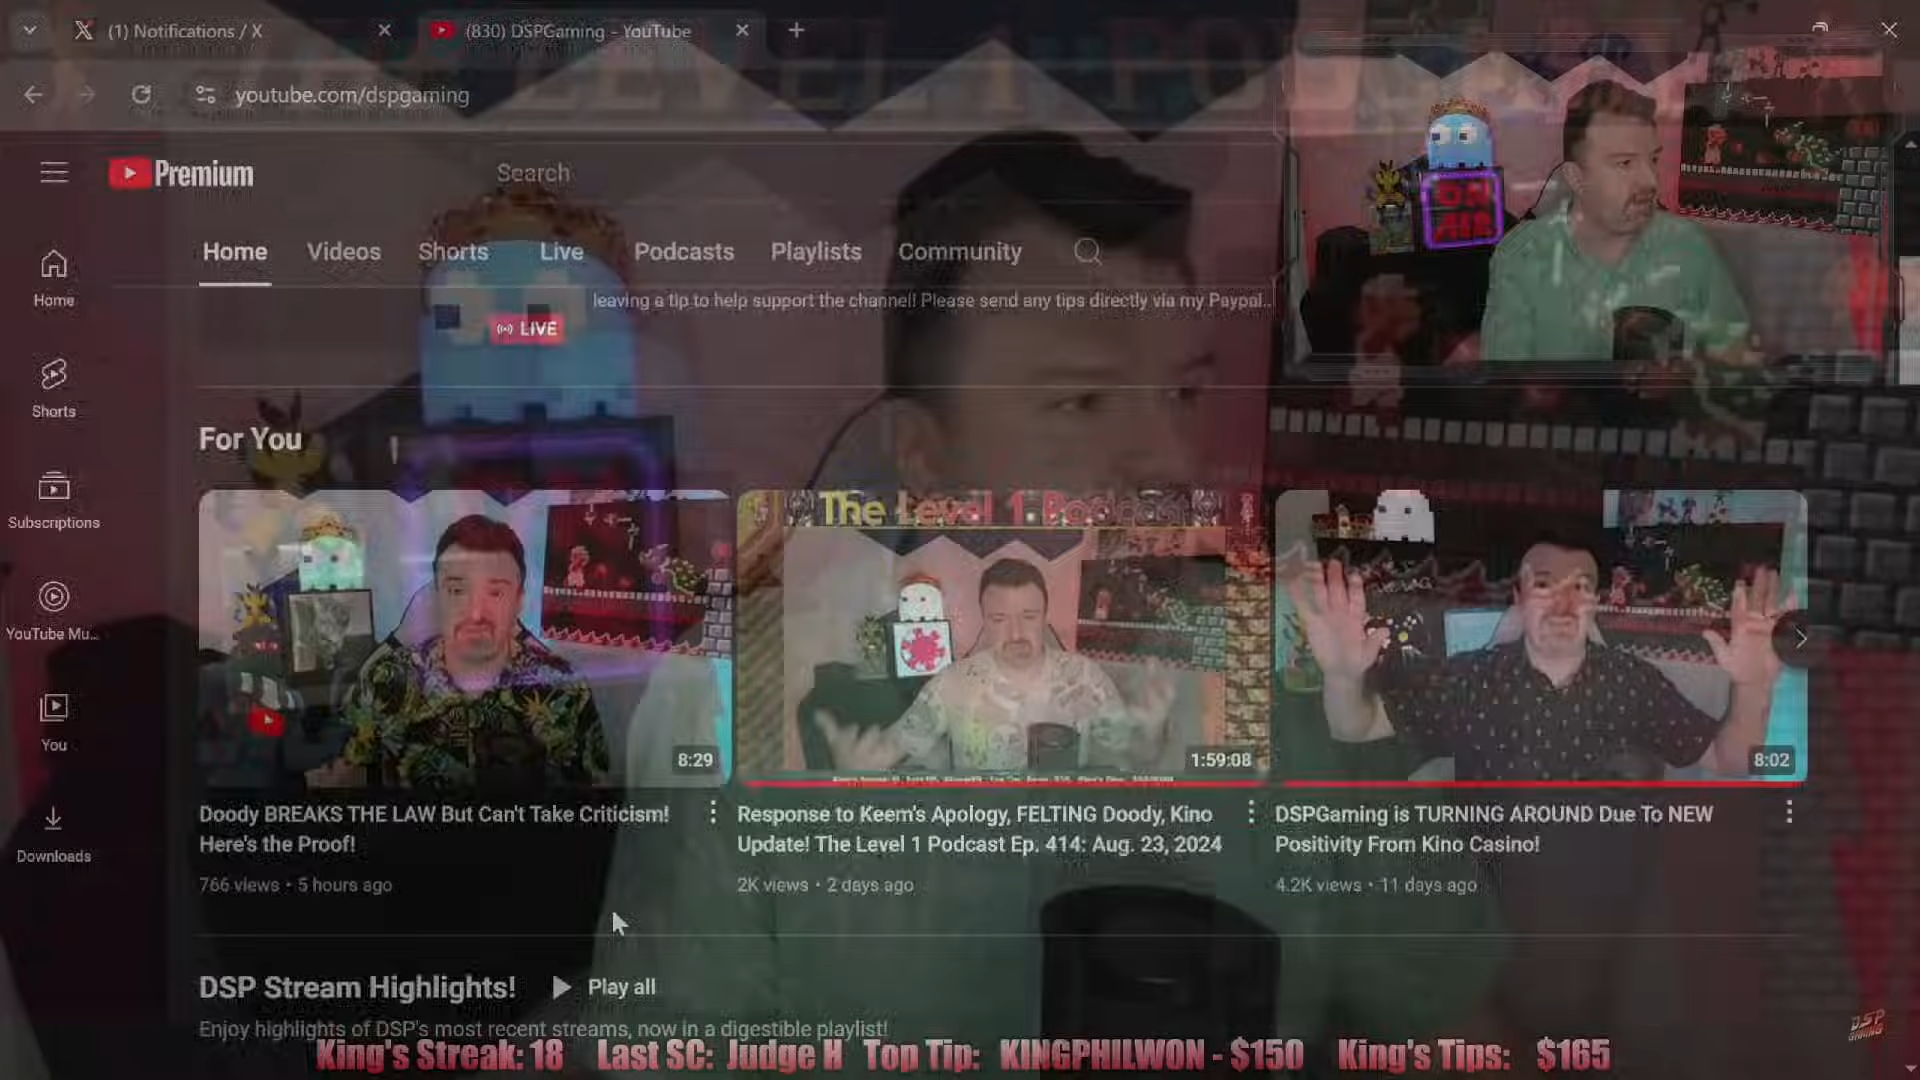 (1) Notifications / X
(830) DSPGaming - YouTube
LEVEL 1 PO
youtube.com/dspgaming
Premium
Search
ON
AIR
Home Videos Shorts Live Podcasts Playlists Community
Home
leaving a tip to help support the channel! Please send any tips directly via my Paypal...
LIVE
Shorts
For You
Subscriptions
The Level 1 Podcast
YouTube Mu...
You
8:29
1:59:08
8:02
Doody BREAKS THE LAW But Can't Take Criticism!
Here's the Proof!
766 views • 5 hours ago
Response to Keem's Apology, FELTING Doody, Kino
Update! The Level 1 Podcast Ep. 414: Aug. 23, 2024
2K views • 2 days ago
DSPGaming is TURNING AROUND Due To NEW
Positivity From Kino Casino!
4.2K views • 11 days ago
Downloads
DSP Stream Highlights! Play all
Enjoy highlights of DSP's most recent streams, now in a digestible playlist!
DSP
GAMING
King's Streak: 18 Last SC: Judge H Top Tip: KINGPHILWON - $150 King's Tips: $165